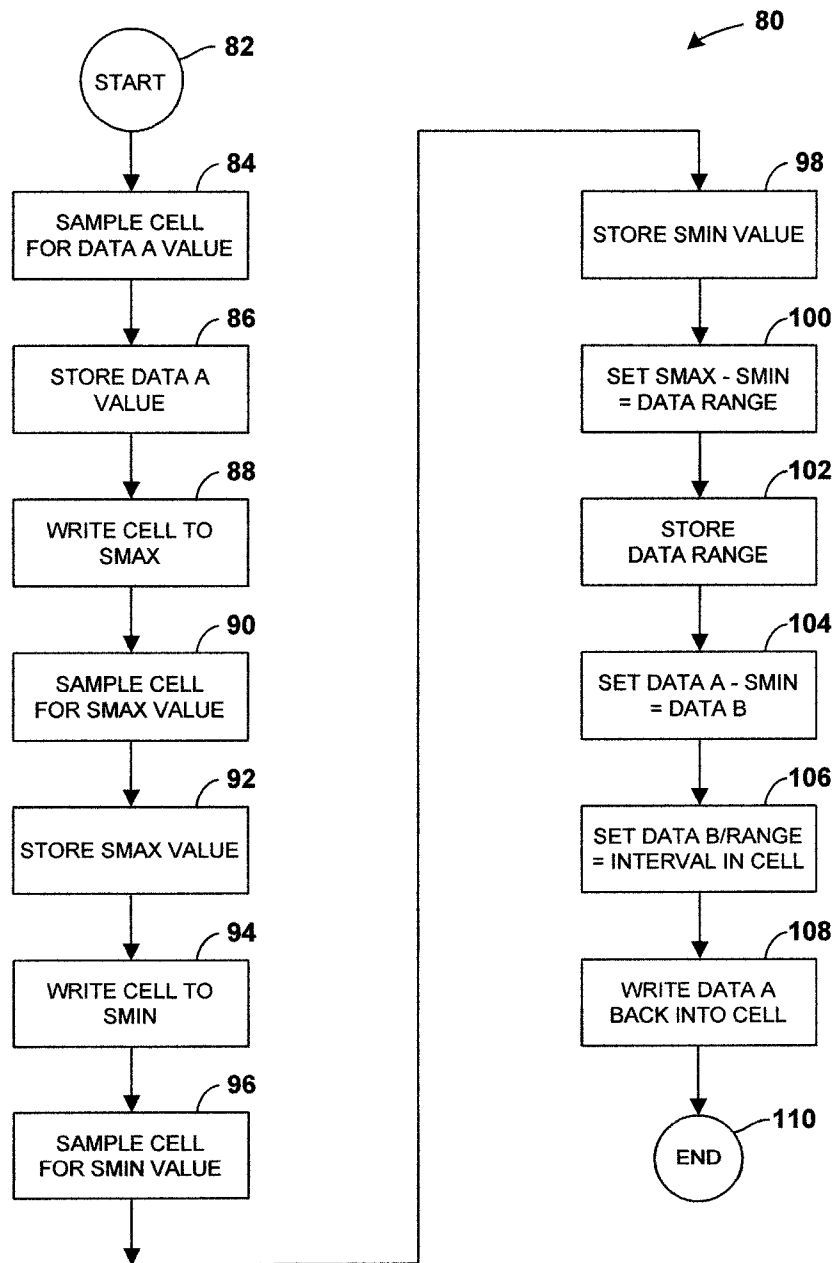 82
START
84
SAMPLE CELL
FOR DATA A VALUE
86
STORE DATA A
VALUE
88
WRITE CELL TO
SMAX
90
SAMPLE CELL
FOR SMAX VALUE
92
STORE SMAX VALUE
94
WRITE CELL TO
SMIN
96
SAMPLE CELL
FOR SMIN VALUE
80
98
STORE SMIN VALUE
100
SET SMAX - SMIN
= DATA RANGE
102
STORE
DATA RANGE
104
SET DATA A - SMIN
= DATA B
106
SET DATA B/RANGE
= INTERVAL IN CELL
108
WRITE DATA A
BACK INTO CELL
110
END